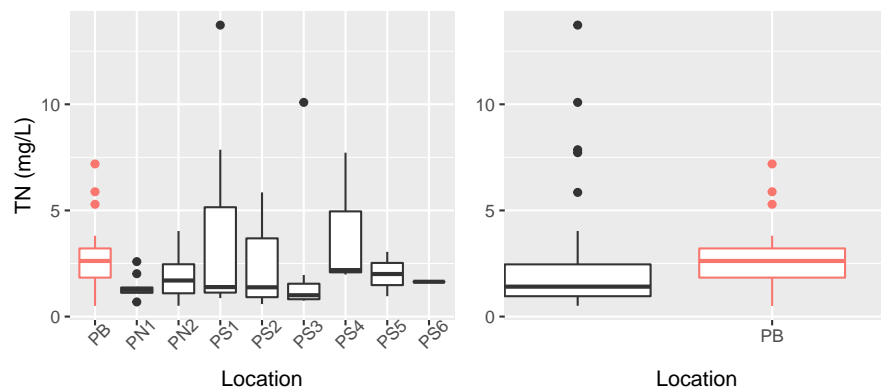 TN (mg/L)
10
5
0
PB
PN1
PN2
PS1
PS2
PS3
PS4
PS5
PS6
Location
10
5
0
PB
Location